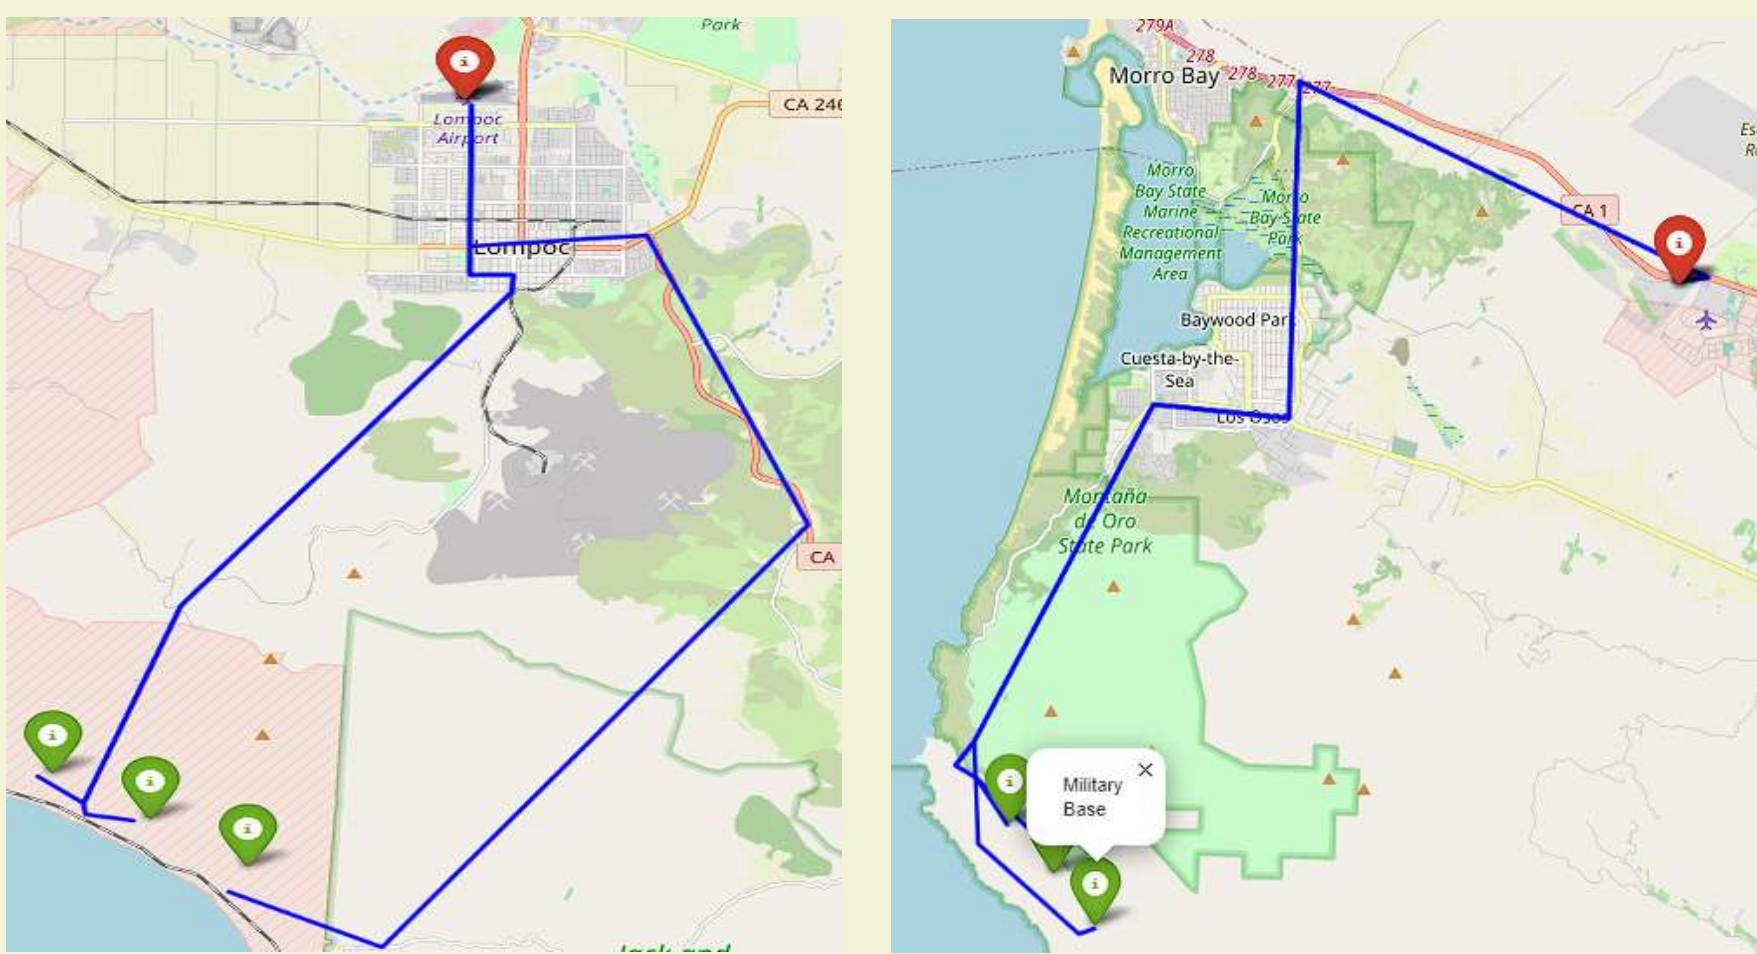 Park
CA 246
Lompoc
Airport
Lompoc
CA
279A
278
278
277
277
Morro Bay
CA 1
Morro
Bay State
Marine
Recreational
Management
Area
Morro
Bay State
Park
Baywood Park
Cuesta-by-the-
Sea
Los Osos
Montaña
de Oro
State Park
Military
Base
×